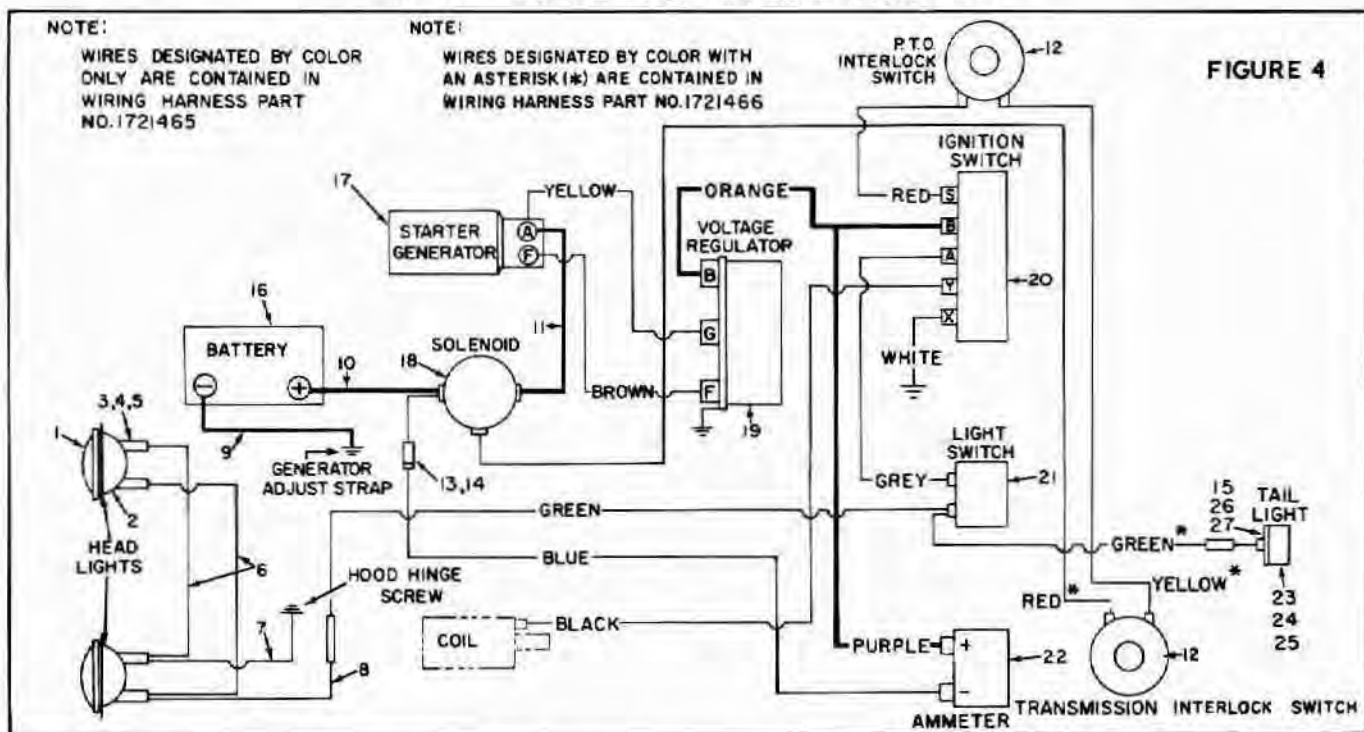 NOTE:
WIRES DESIGNATED BY COLOR
ONLY ARE CONTAINED IN
WIRING HARNESS PART
NO.1721465
NOTE:
WIRES DESIGNATED BY COLOR WITH
AN ASTERISK (*) ARE CONTAINED IN
WIRING HARNESS PART NO.1721466
P.T.O.
INTERLOCK
SWITCH
12
FIGURE 4
IGNITION
SWITCH
RED
S
B
A
Y
X
20
WHITE
17
STARTER
GENERATOR
A
F
YELLOW
ORANGE
VOLTAGE
REGULATOR
B
G
F
BROWN
19
16
BATTERY
−
+
10
9
GENERATOR
ADJUST STRAP
SOLENOID
18
11
13,14
3,4,5
1
2
HEAD
LIGHTS
6
7
8
HOOD HINGE
SCREW
GREEN
BLUE
COIL
BLACK
LIGHT
SWITCH
GREY
21
15
26
27
TAIL
LIGHT
GREEN *
YELLOW *
RED *
23
24
25
PURPLE
+
−
22
AMMETER
12
TRANSMISSION INTERLOCK SWITCH